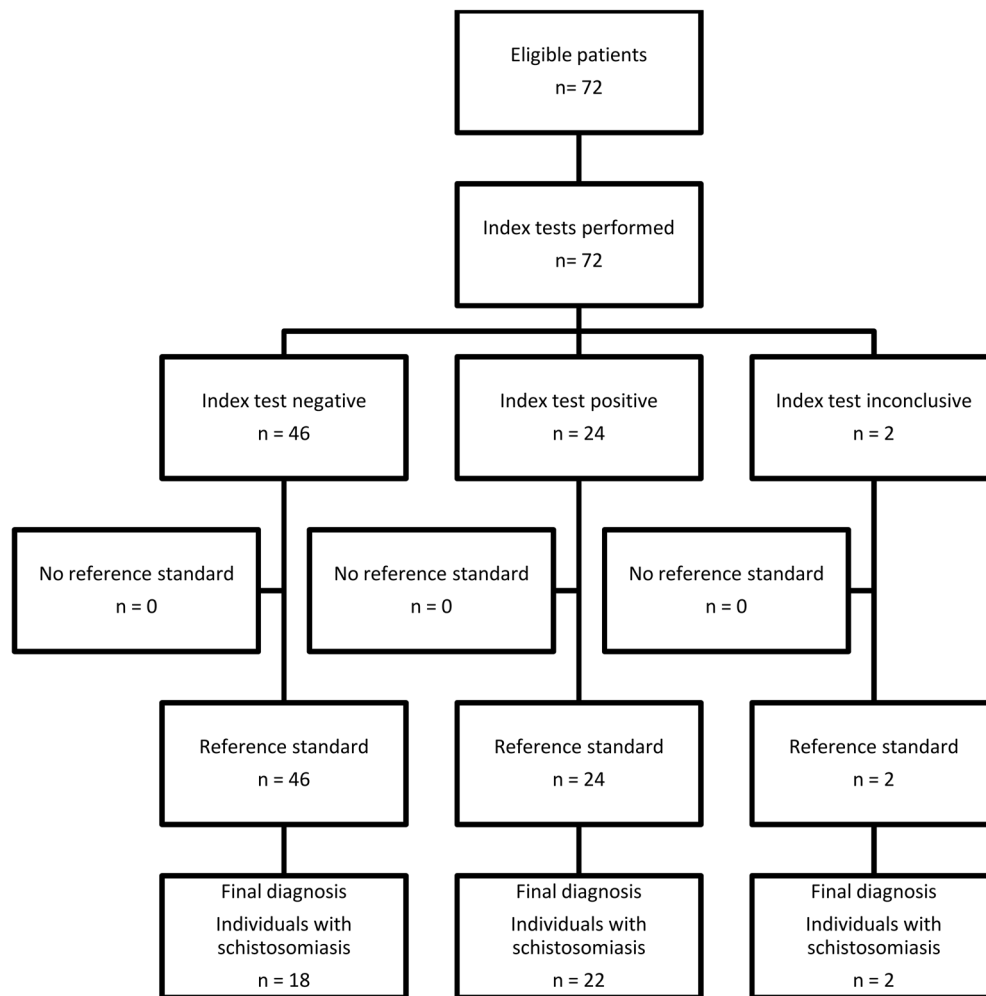 Eligible patients
n= 72
Index tests performed
n= 72
Index test negative
n = 46
Index test positive
n = 24
Index test inconclusive
n = 2
No reference standard
n = 0
No reference standard
n = 0
No reference standard
n = 0
Reference standard
n = 46
Reference standard
n = 24
Reference standard
n = 2
Final diagnosis
Individuals with
schistosomiasis
n = 18
Final diagnosis
Individuals with
schistosomiasis
n = 22
Final diagnosis
Individuals with
schistosomiasis
n = 2